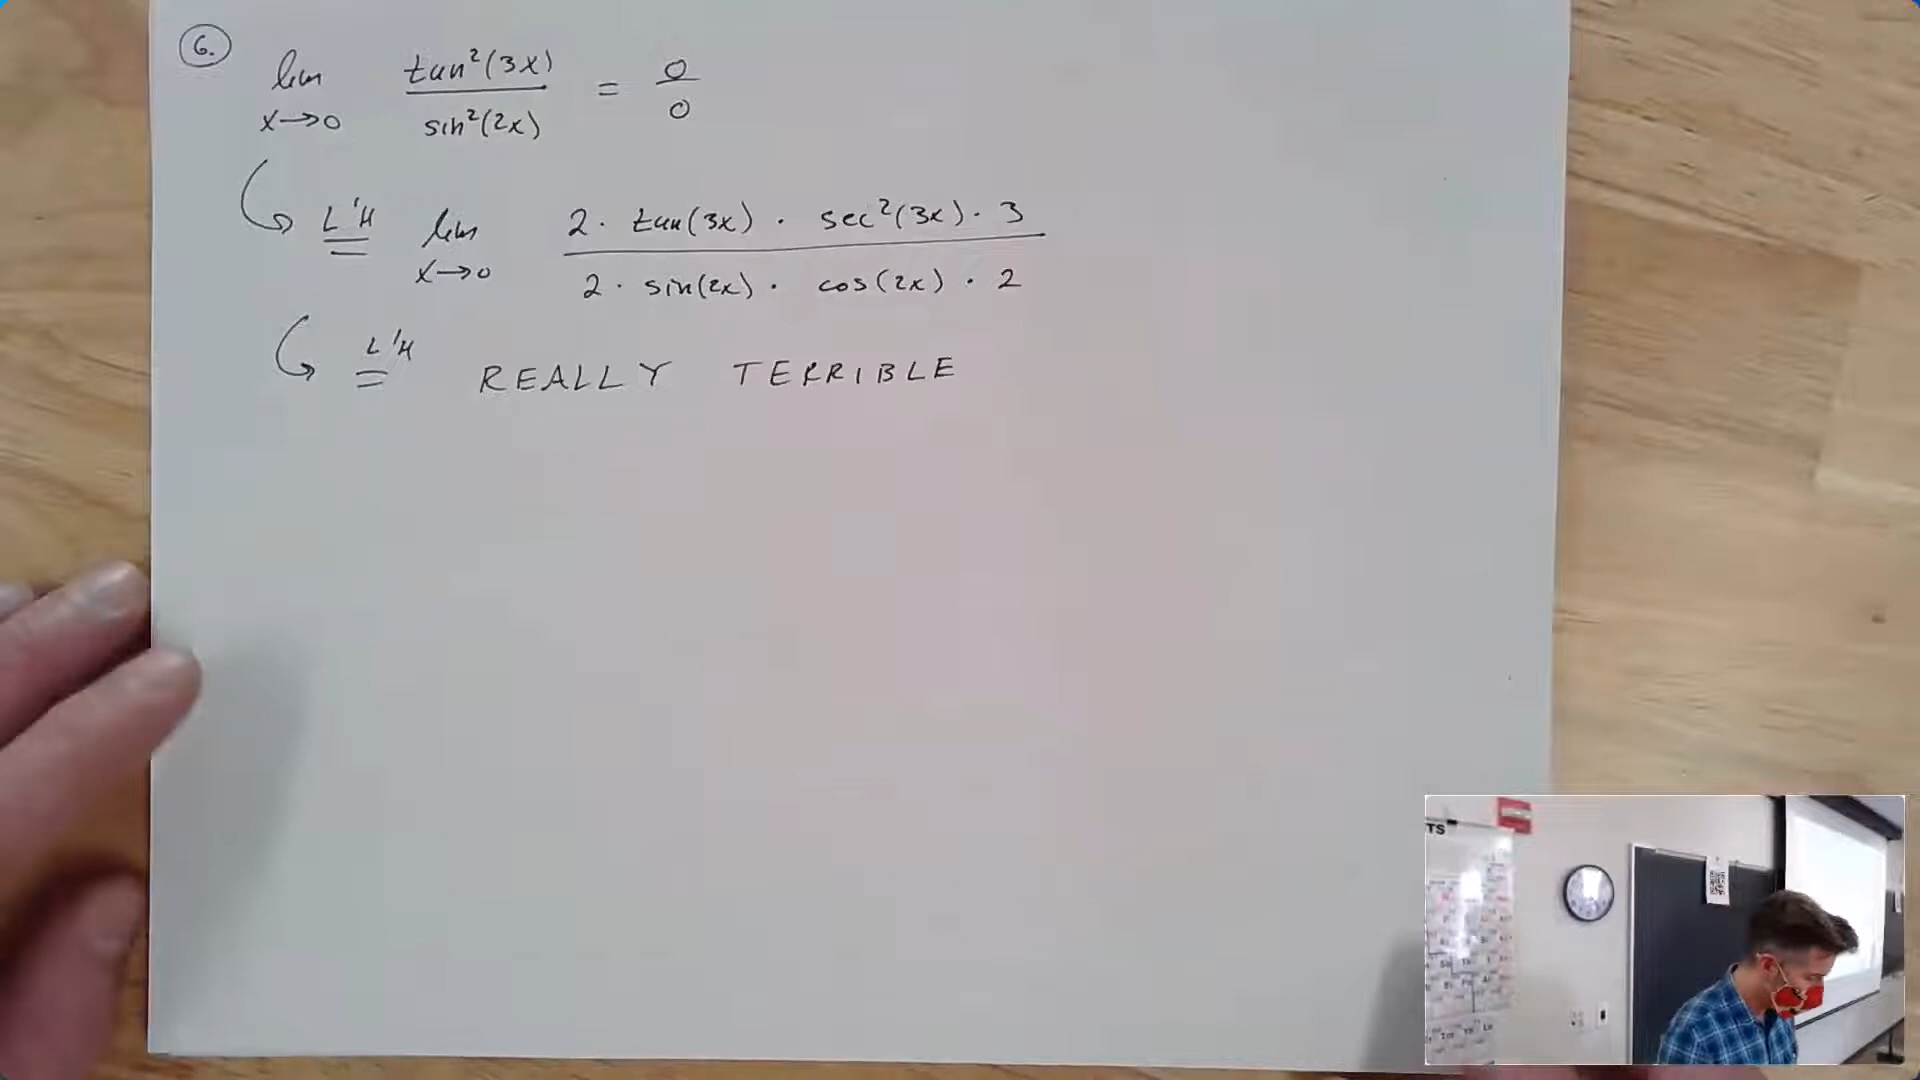 6.
lim x→0 tan²(3x) / sin²(2x) = 0/0
L'H = lim x→0 2 · tan(3x) · sec²(3x) · 3 / 2 · sin(2x) · cos(2x) · 2
L'H = REALLY TERRIBLE
TS